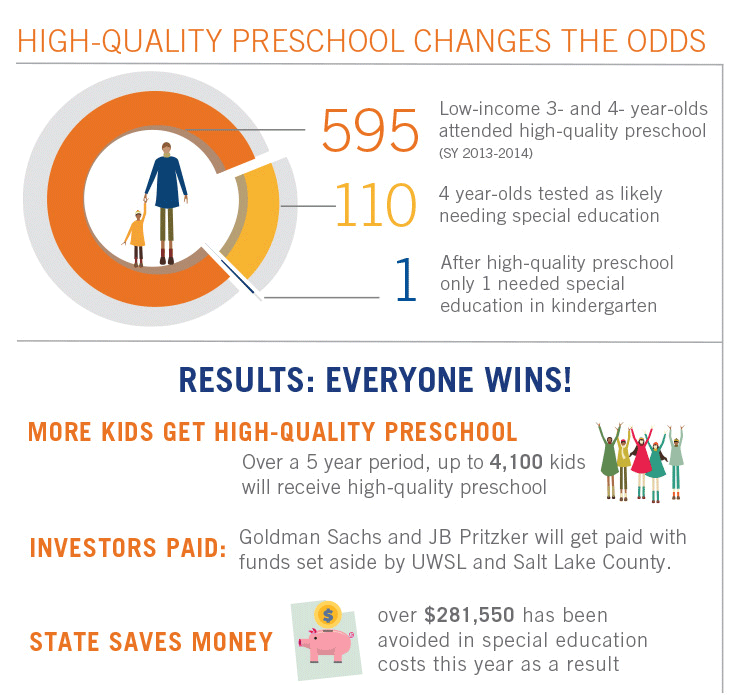 HIGH-QUALITY PRESCHOOL CHANGES THE ODDS
595
Low-income 3- and 4- year-olds
attended high-quality preschool
(SY 2013-2014)
110
4 year-olds tested as likely
needing special education
1
After high-quality preschool
only 1 needed special
education in kindergarten
RESULTS: EVERYONE WINS!
MORE KIDS GET HIGH-QUALITY PRESCHOOL
Over a 5 year period, up to 4,100 kids
will receive high-quality preschool
INVESTORS PAID:
Goldman Sachs and JB Pritzker will get paid with
funds set aside by UWSL and Salt Lake County.
STATE SAVES MONEY
$
over $281,550 has been
avoided in special education
costs this year as a result